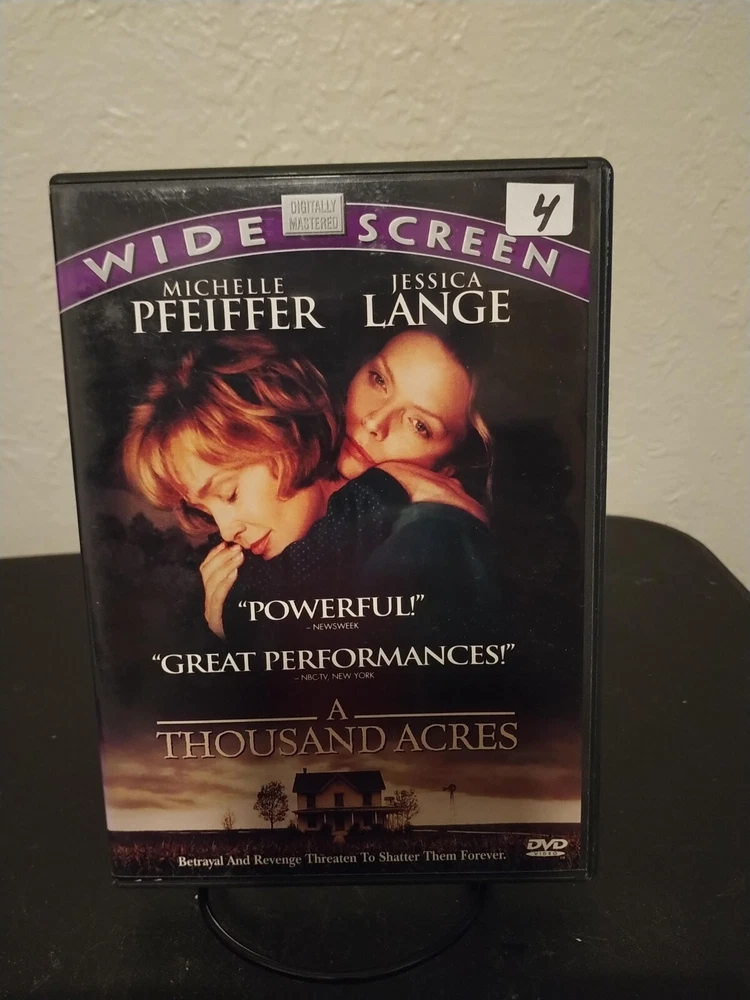 4
DIGITALLY
MASTERED
WIDE SCREEN
MICHELLE
PFEIFFER
JESSICA
LANGE
“POWERFUL!”
– NEWSWEEK
“GREAT PERFORMANCES!”
– NBC-TV, NEW YORK
A
THOUSAND ACRES
Betrayal And Revenge Threaten To Shatter Them Forever.
DVD
VIDEO